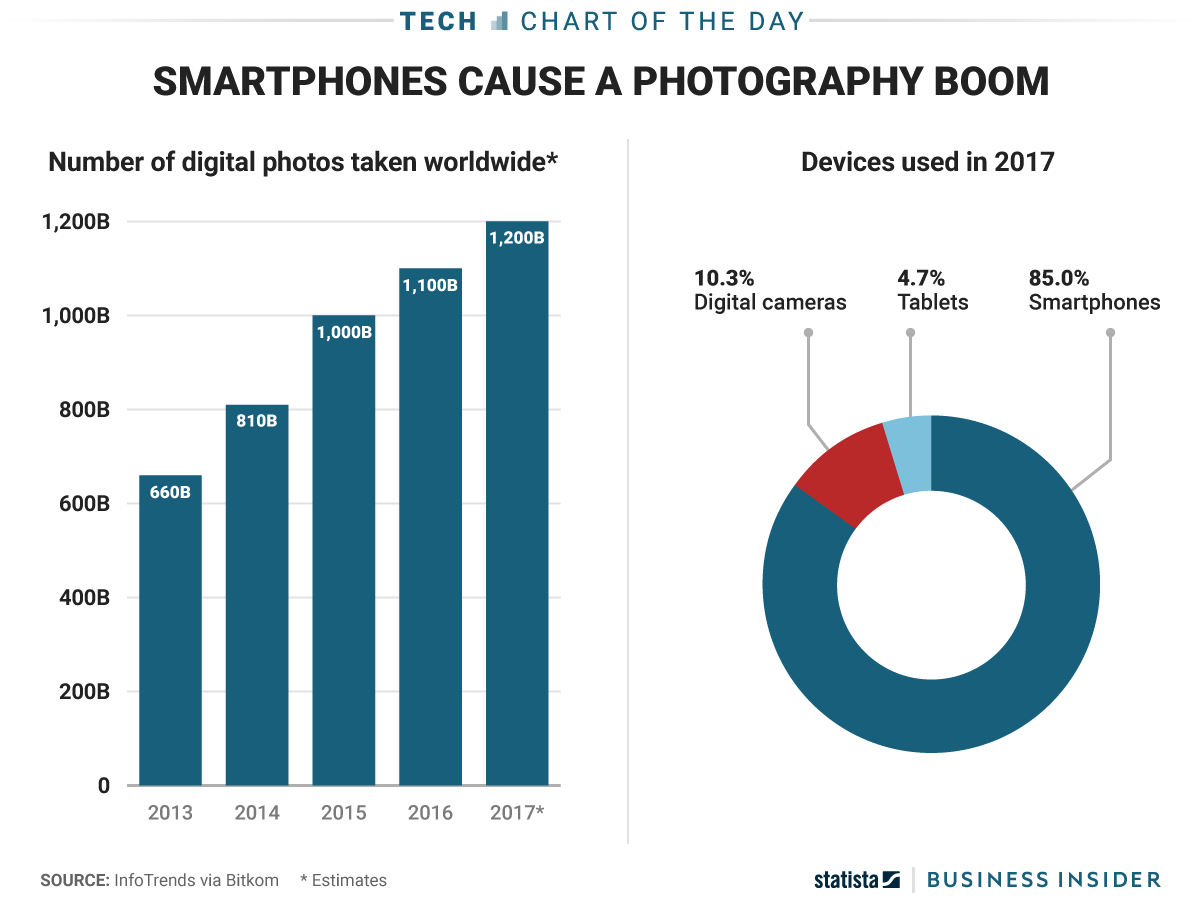 TECH CHART OF THE DAY
SMARTPHONES CAUSE A PHOTOGRAPHY BOOM
Number of digital photos taken worldwide*
1,200B
1,000B
800B
600B
400B
200B
0
660B
810B
1,000B
1,100B
1,200B
2013
2014
2015
2016
2017*
Devices used in 2017
10.3%
Digital cameras
4.7%
Tablets
85.0%
Smartphones
SOURCE: InfoTrends via Bitkom * Estimates
statista
BUSINESS INSIDER